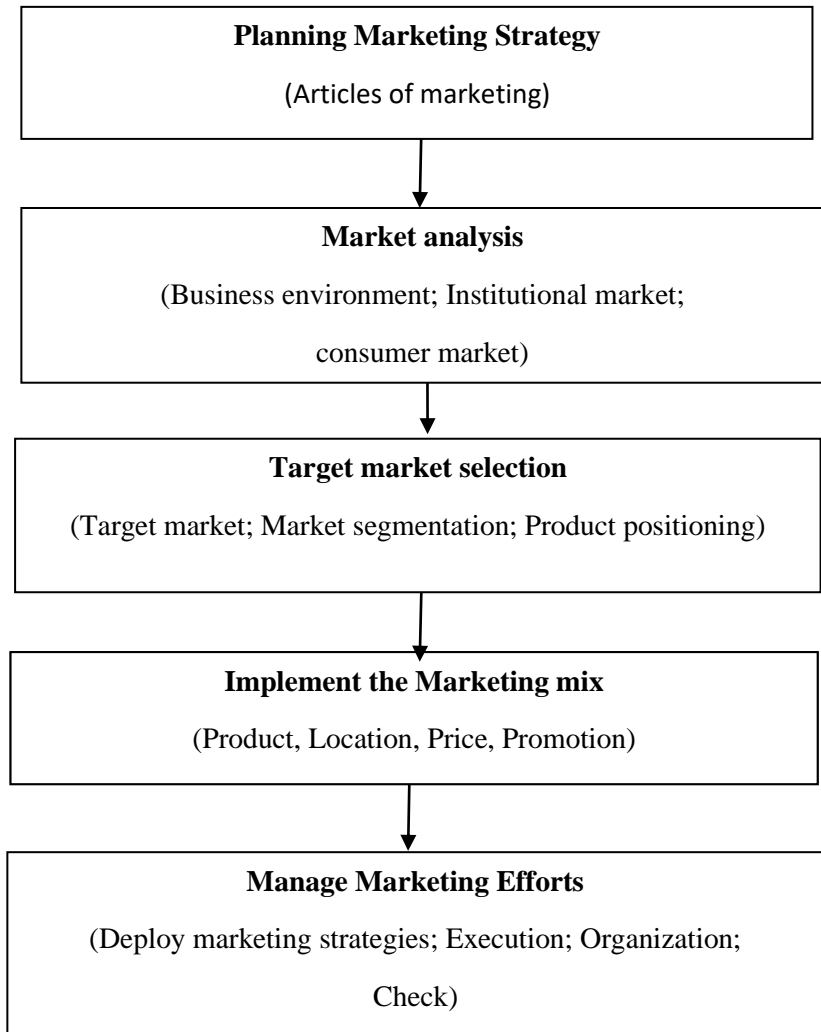 Planning Marketing Strategy
(Articles of marketing)
Market analysis
(Business environment; Institutional market;
consumer market)
Target market selection
(Target market; Market segmentation; Product positioning)
Implement the Marketing mix
(Product, Location, Price, Promotion)
Manage Marketing Efforts
(Deploy marketing strategies; Execution; Organization;
Check)